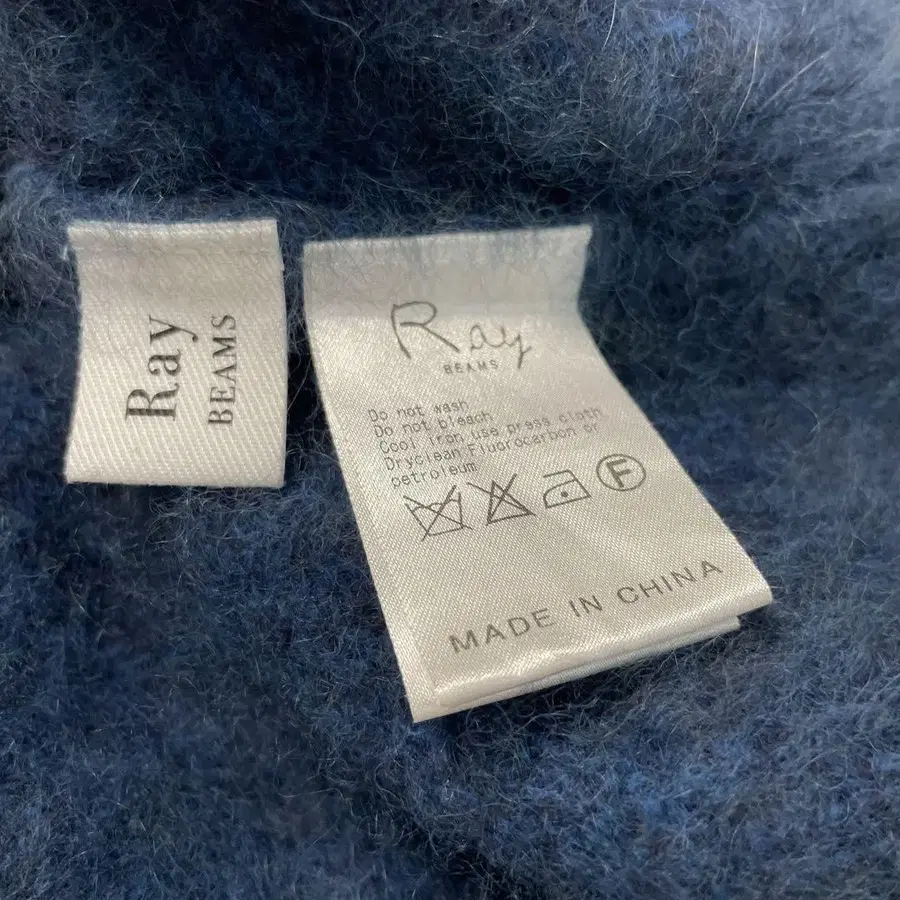 Ray
BEAMS
Ray
BEAMS
Do not wash
Do not bleach
Cool iron, use press cloth
Dryclean Fluorocarbon or
petroleum
F
MADE IN CHINA